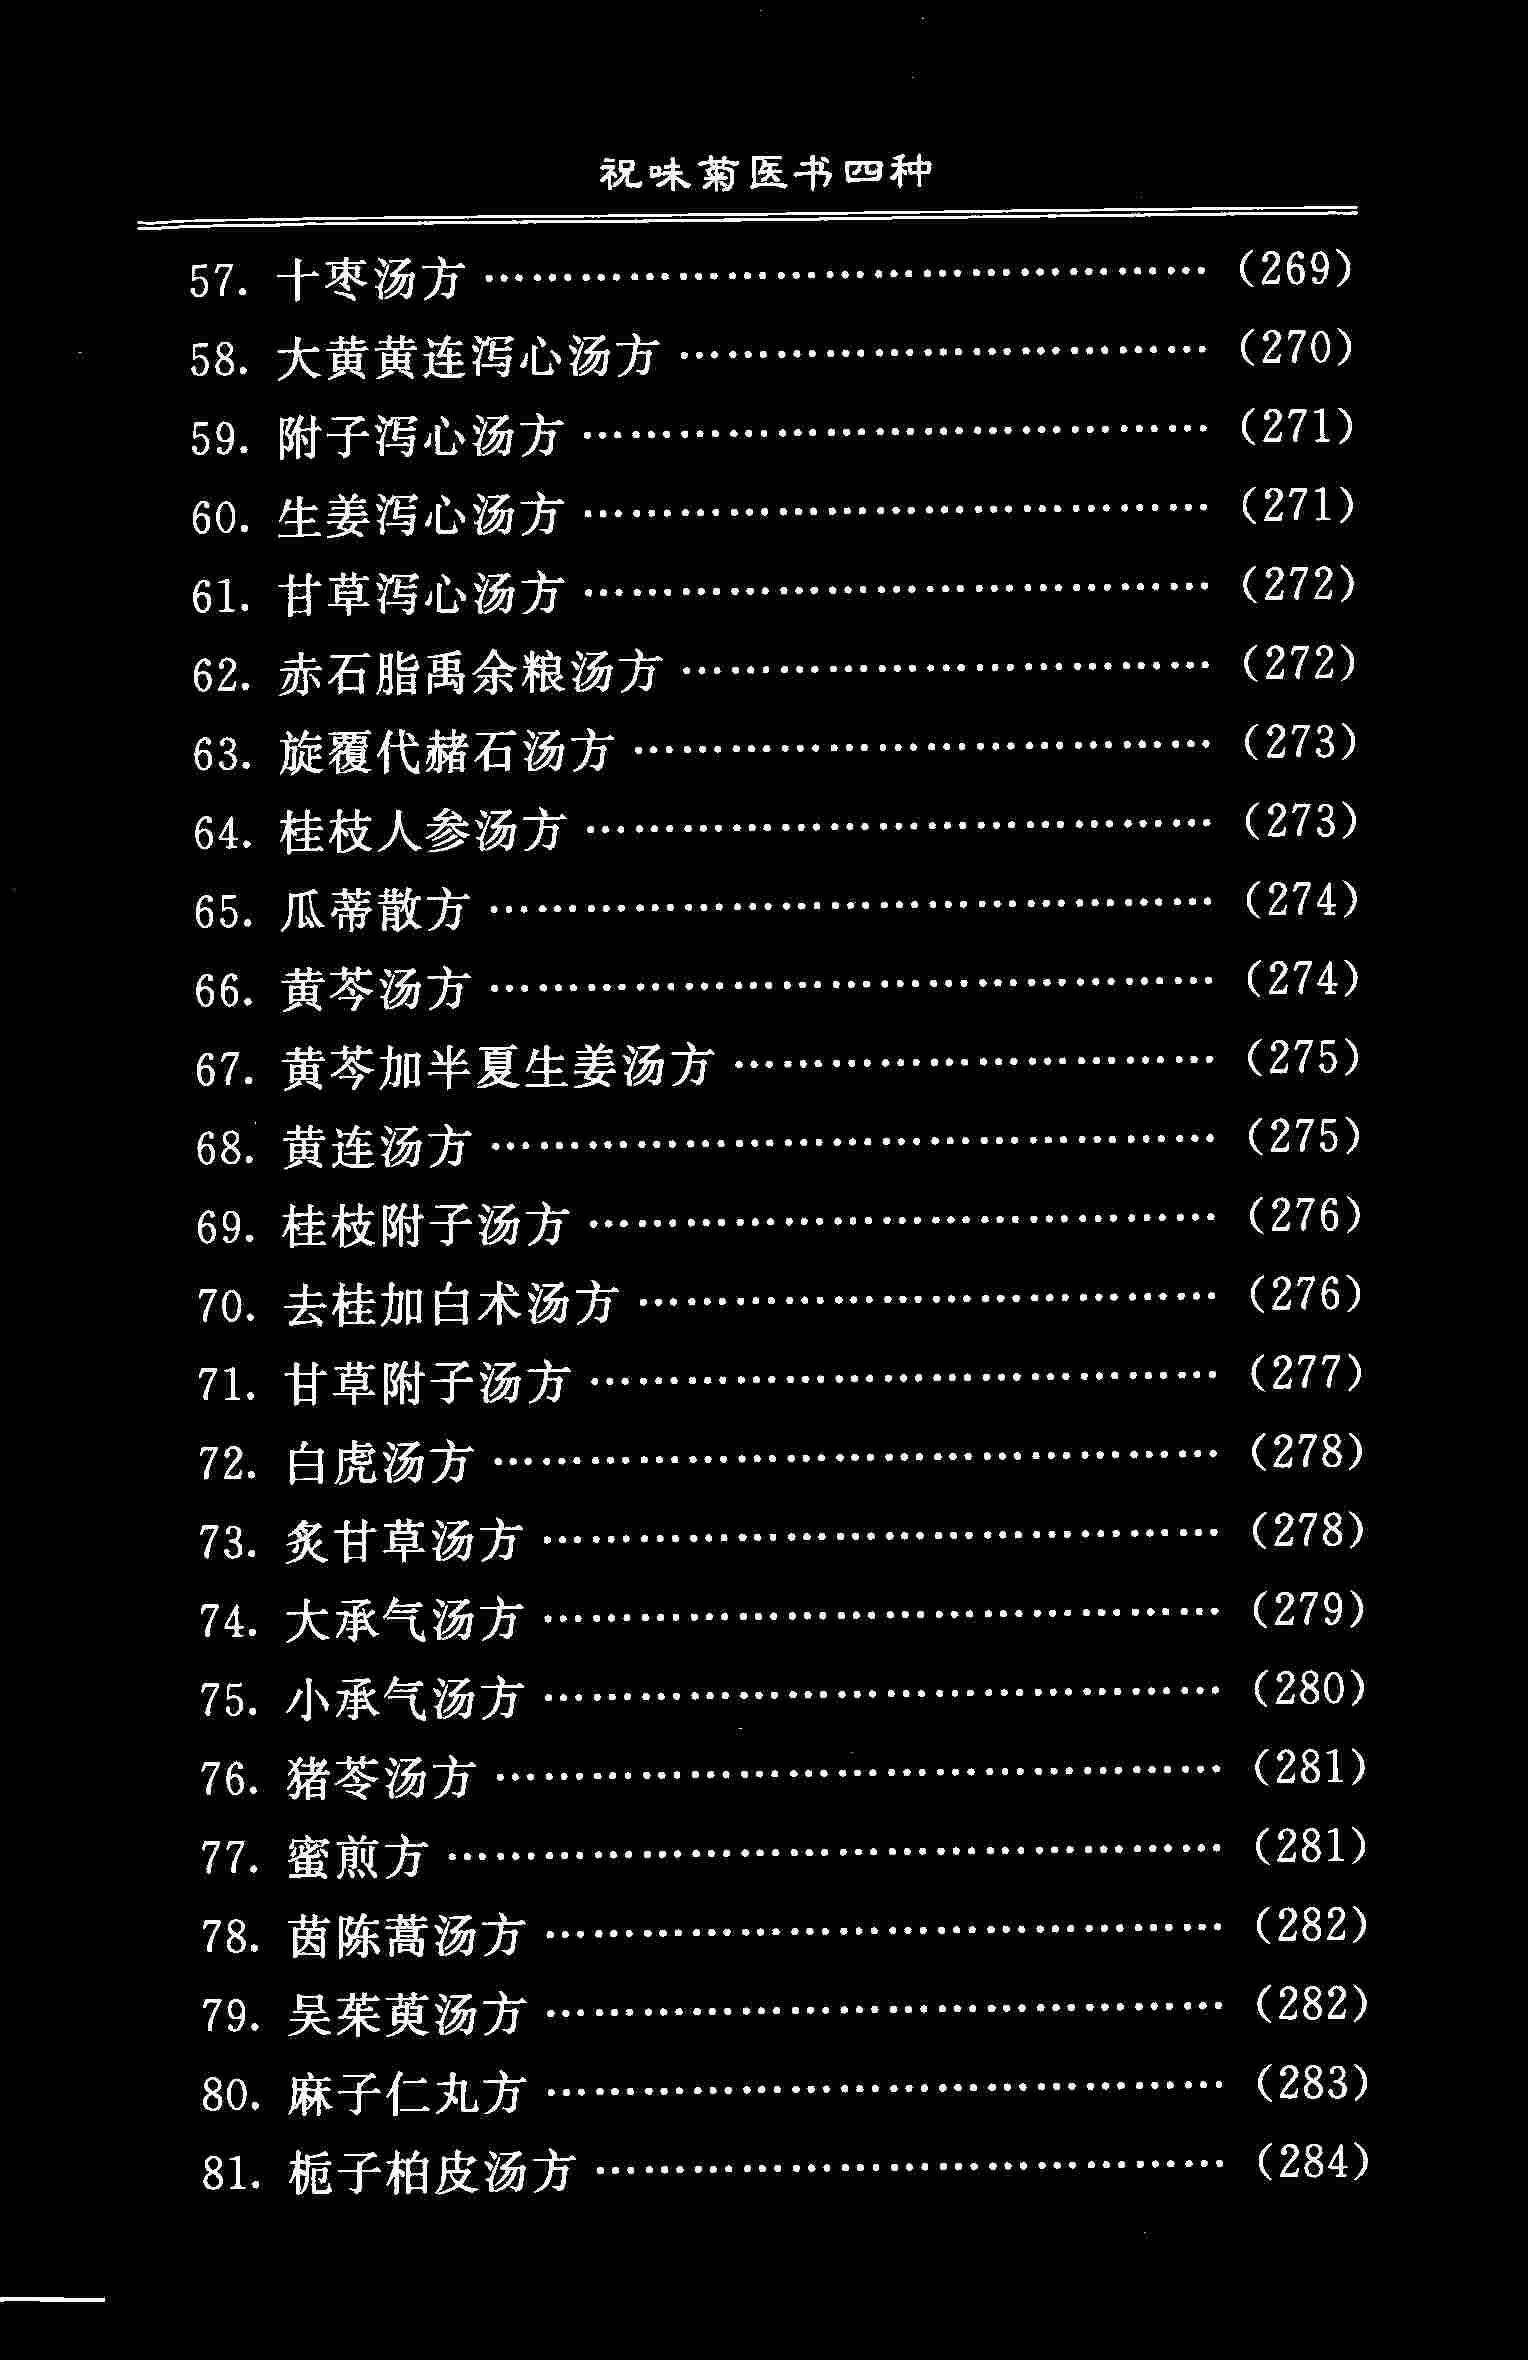 祝味菊医书四种
57. 十枣汤方 …………………………………… (269)
58. 大黄黄连泻心汤方 ………………………… (270)
59. 附子泻心汤方 ……………………………… (271)
60. 生姜泻心汤方 ……………………………… (271)
61. 甘草泻心汤方 ……………………………… (272)
62. 赤石脂禹余粮汤方 ………………………… (272)
63. 旋覆代赭石汤方 …………………………… (273)
64. 桂枝人参汤方 ……………………………… (273)
65. 瓜蒂散方 …………………………………… (274)
66. 黄芩汤方 …………………………………… (274)
67. 黄芩加半夏生姜汤方 ……………………… (275)
68. 黄连汤方 …………………………………… (275)
69. 桂枝附子汤方 ……………………………… (276)
70. 去桂加白术汤方 …………………………… (276)
71. 甘草附子汤方 ……………………………… (277)
72. 白虎汤方 …………………………………… (278)
73. 炙甘草汤方 ………………………………… (278)
74. 大承气汤方 ………………………………… (279)
75. 小承气汤方 ………………………………… (280)
76. 猪苓汤方 …………………………………… (281)
77. 蜜煎方 ……………………………………… (281)
78. 茵陈蒿汤方 ………………………………… (282)
79. 吴茱萸汤方 ………………………………… (282)
80. 麻子仁丸方 ………………………………… (283)
81. 栀子柏皮汤方 ……………………………… (284)